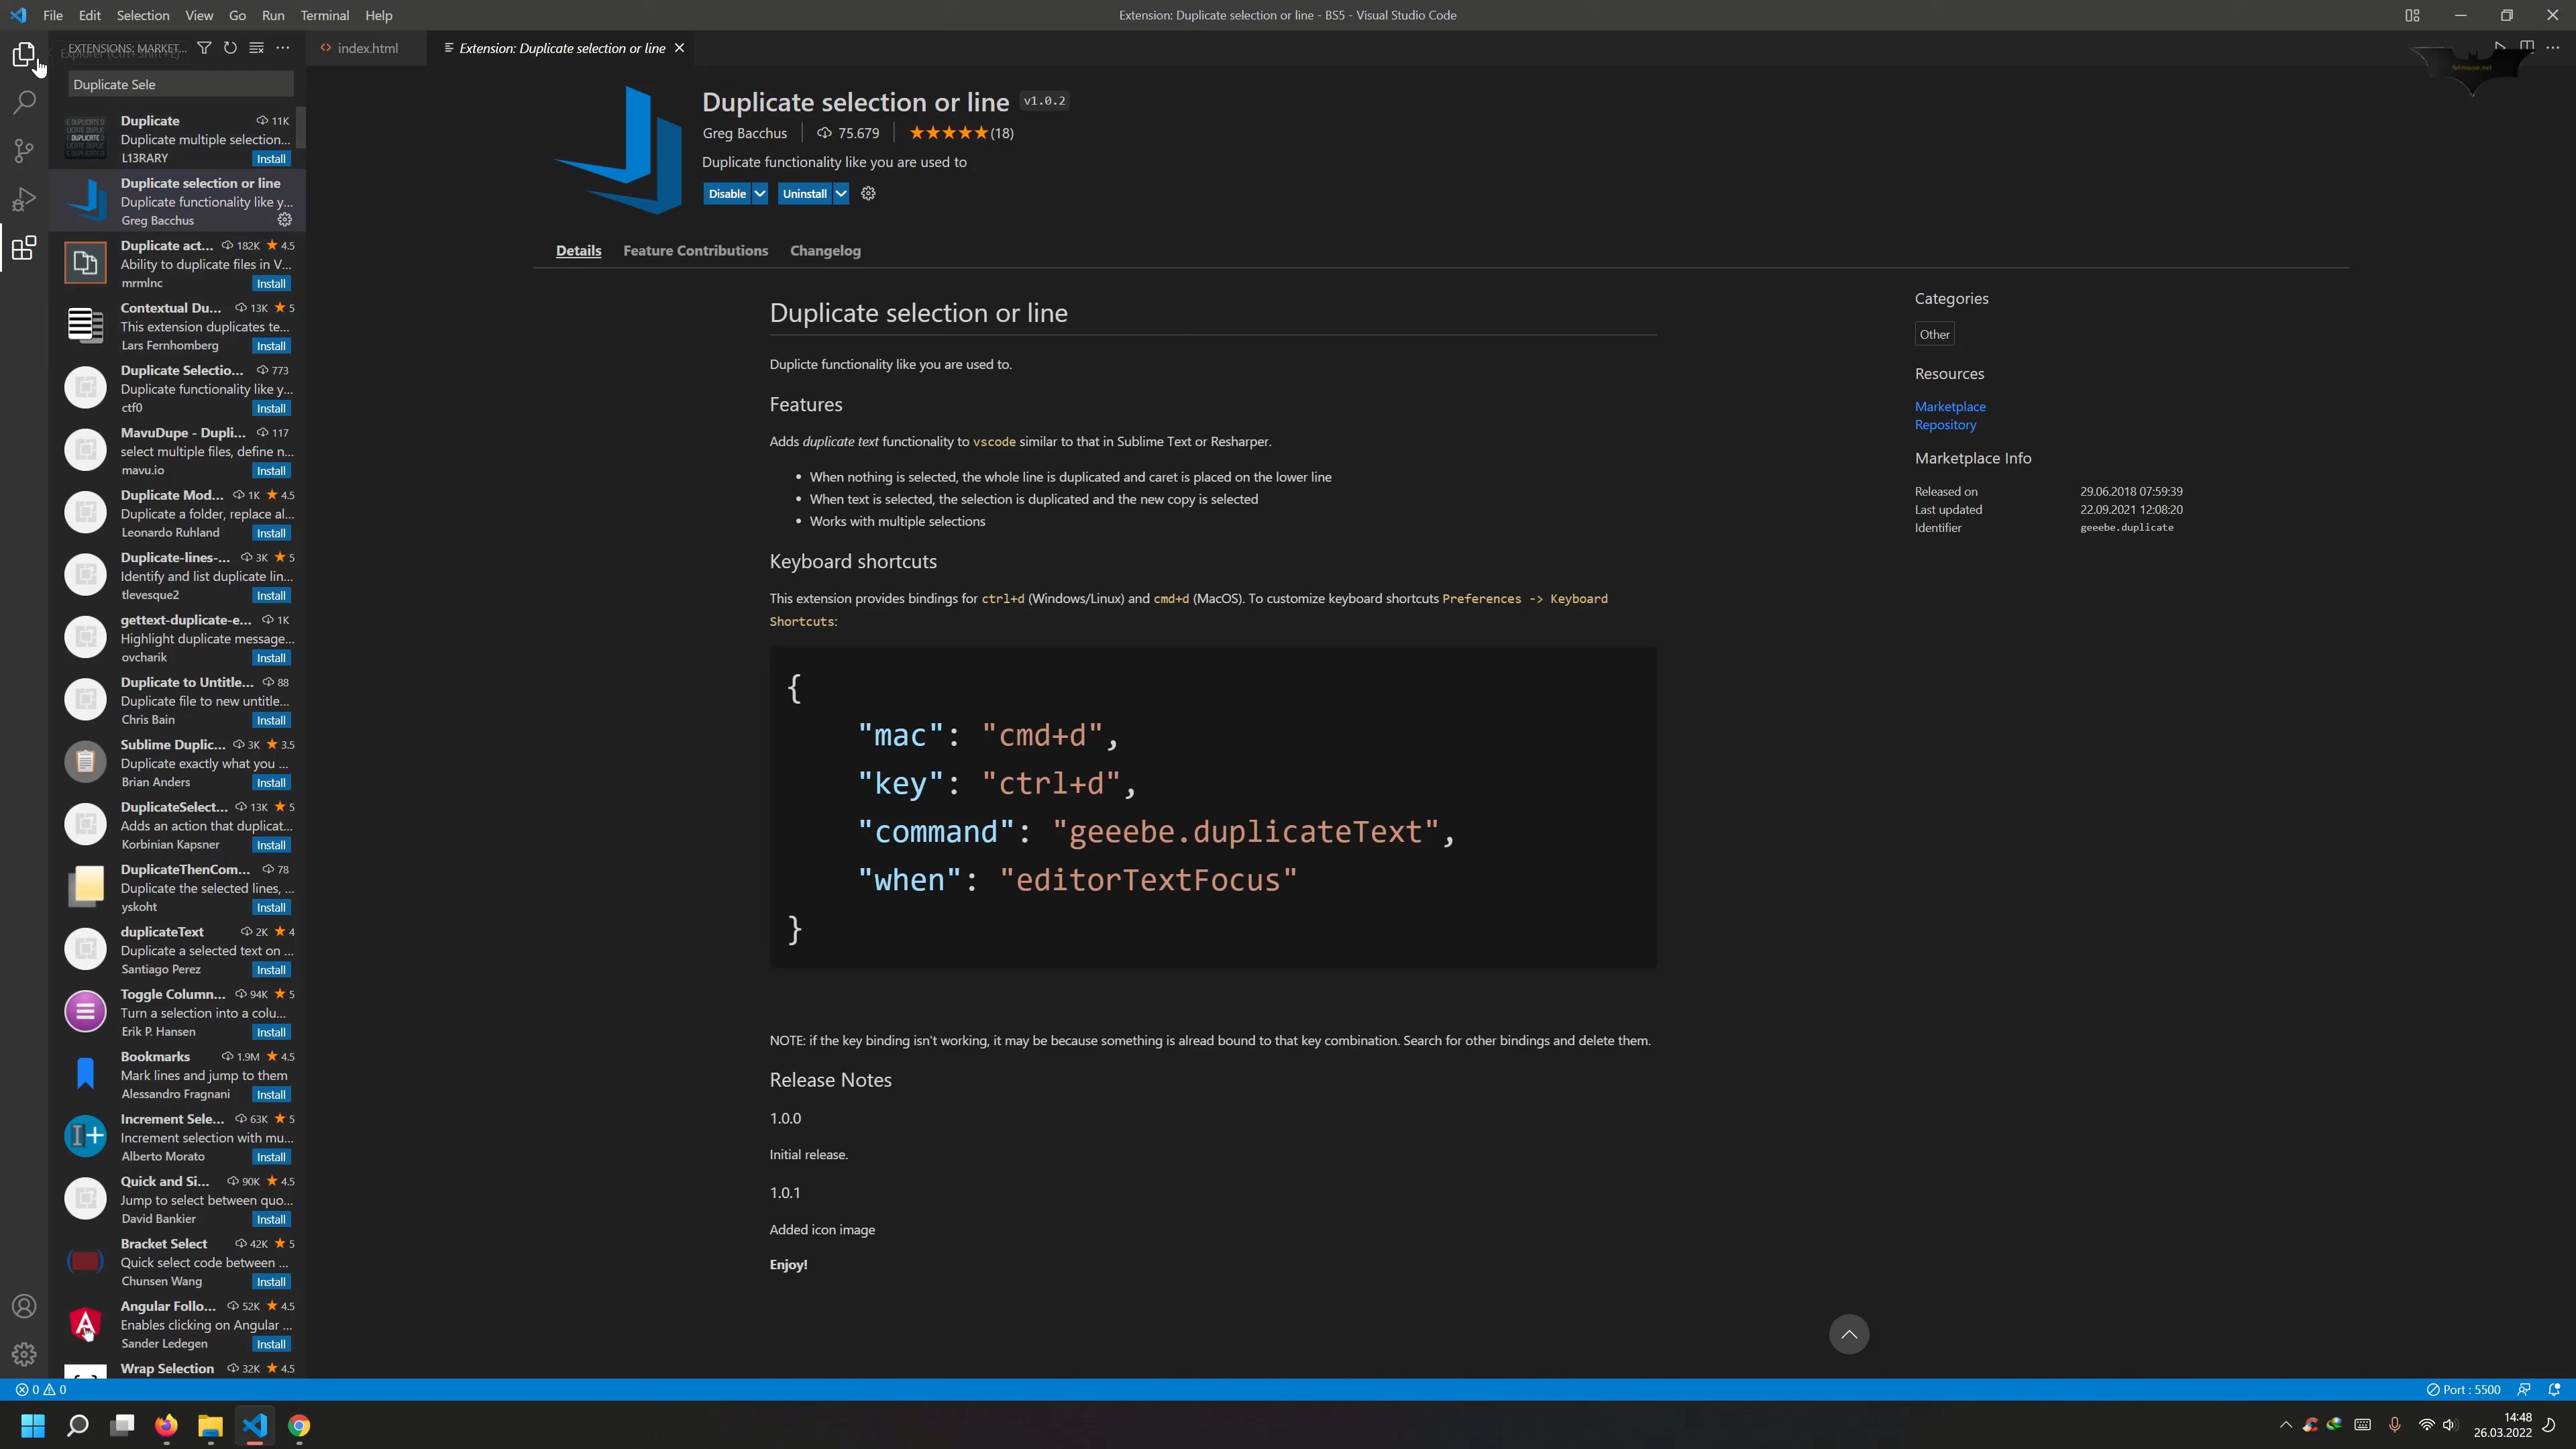 File Edit Selection View Go Run Terminal Help
Extension: Duplicate selection or line - BS5 - Visual Studio Code
EXTENSIONS: MARKET...
Explorer (Ctrl+Shift+E)
index.html
Extension: Duplicate selection or line
Duplicate Sele
Duplicate 11K
Duplicate multiple selection...
L13RARY Install
Duplicate selection or line
Duplicate functionality like y...
Greg Bacchus
Duplicate act... 182K 4.5
Ability to duplicate files in V...
mrmlnc Install
Contextual Du... 13K 5
This extension duplicates te...
Lars Fernhomberg Install
Duplicate Selectio... 773
Duplicate functionality like y...
ctf0 Install
MavuDupe - Dupli... 117
select multiple files, define n...
mavu.io Install
Duplicate Mod... 1K 4.5
Duplicate a folder, replace al...
Leonardo Ruhland Install
Duplicate-lines-... 3K 5
Identify and list duplicate lin...
tlevesque2 Install
gettext-duplicate-e... 1K
Highlight duplicate message...
ovcharik Install
Duplicate to Untitle... 88
Duplicate file to new untitle...
Chris Bain Install
Sublime Duplic... 3K 3.5
Duplicate exactly what you ...
Brian Anders Install
DuplicateSelect... 13K 5
Adds an action that duplicat...
Korbinian Kapsner Install
DuplicateThenCom... 78
Duplicate the selected lines, ...
yskoht Install
duplicateText 2K 4
Duplicate a selected text on ...
Santiago Perez Install
Toggle Column... 94K 5
Turn a selection into a colu...
Erik P. Hansen Install
Bookmarks 1.9M 4.5
Mark lines and jump to them
Alessandro Fragnani Install
Increment Sele... 63K 5
Increment selection with mu...
Alberto Morato Install
Quick and Si... 90K 4.5
Jump to select between quo...
David Bankier Install
Bracket Select 42K 5
Quick select code between ...
Chunsen Wang Install
Angular Follo... 52K 4.5
Enables clicking on Angular ...
Sander Ledegen Install
Wrap Selection 32K 4.5
Duplicate selection or line v1.0.2
Greg Bacchus 75.679 (18)
Duplicate functionality like you are used to
Disable Uninstall
Details Feature Contributions Changelog
Duplicate selection or line
Duplicte functionality like you are used to.
Features
Adds duplicate text functionality to vscode similar to that in Sublime Text or Resharper.
• When nothing is selected, the whole line is duplicated and caret is placed on the lower line
• When text is selected, the selection is duplicated and the new copy is selected
• Works with multiple selections
Keyboard shortcuts
This extension provides bindings for ctrl+d (Windows/Linux) and cmd+d (MacOS). To customize keyboard shortcuts Preferences -> Keyboard
Shortcuts:
{
"mac": "cmd+d",
"key": "ctrl+d",
"command": "geeebe.duplicateText",
"when": "editorTextFocus"
}
NOTE: if the key binding isn't working, it may be because something is alread bound to that key combination. Search for other bindings and delete them.
Release Notes
1.0.0
Initial release.
1.0.1
Added icon image
Enjoy!
Categories
Other
Resources
Marketplace
Repository
Marketplace Info
Released on 29.06.2018 07:59:39
Last updated 22.09.2021 12:08:20
Identifier geeebe.duplicate
0 0
Port : 5500
14:48
26.03.2022